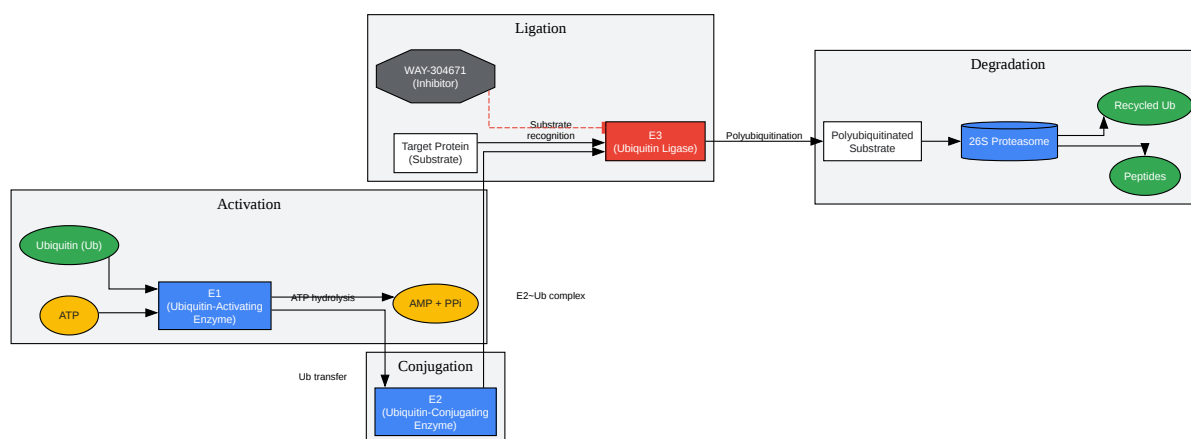 Ligation
WAY-304671
(Inhibitor)
Target Protein
(Substrate)
Substrate
recognition
E3
(Ubiquitin Ligase)
Polyubiquitination
Degradation
Polyubiquitinated
Substrate
26S Proteasome
Recycled Ub
Peptides
Activation
Ubiquitin (Ub)
ATP
E1
(Ubiquitin-Activating
Enzyme)
ATP hydrolysis
AMP + PPi
E2~Ub complex
Ub transfer
Conjugation
E2
(Ubiquitin-Conjugating
Enzyme)